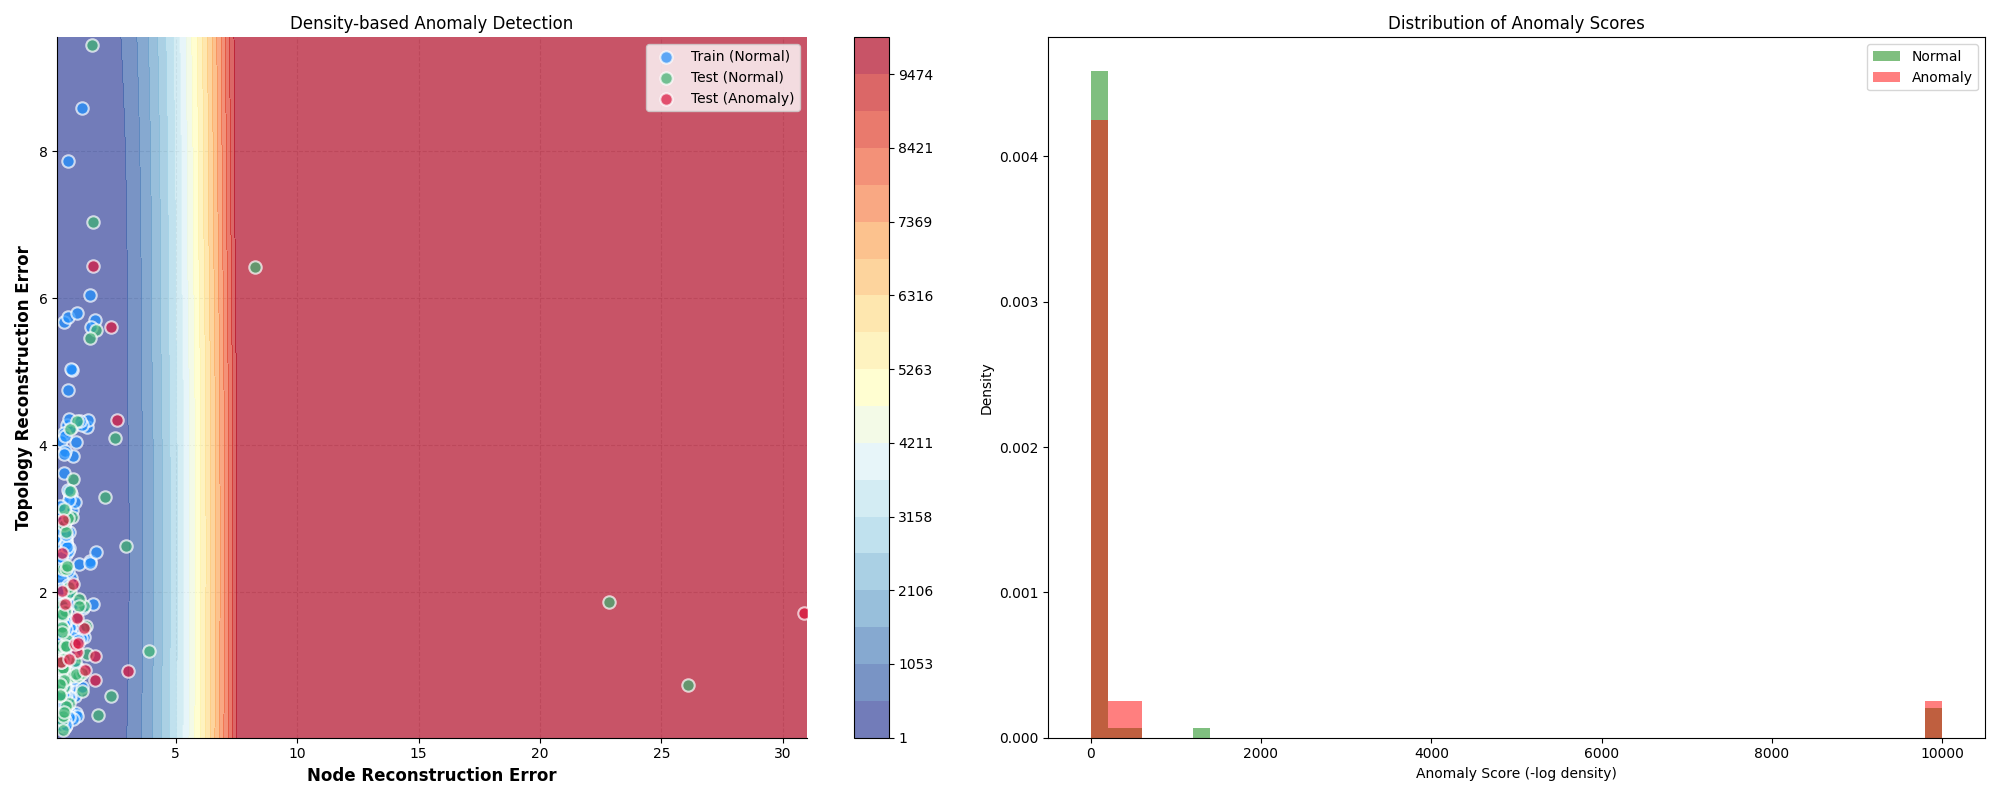 Density-based Anomaly Detection
Train (Normal)
Test (Normal)
Test (Anomaly)
8
6
4
2
Topology Reconstruction Error
5
10
15
20
25
30
Node Reconstruction Error
9474
8421
7369
6316
5263
4211
3158
2106
1053
1
Distribution of Anomaly Scores
Normal
Anomaly
0.004
0.003
0.002
0.001
0.000
Density
0
2000
4000
6000
8000
10000
Anomaly Score (-log density)